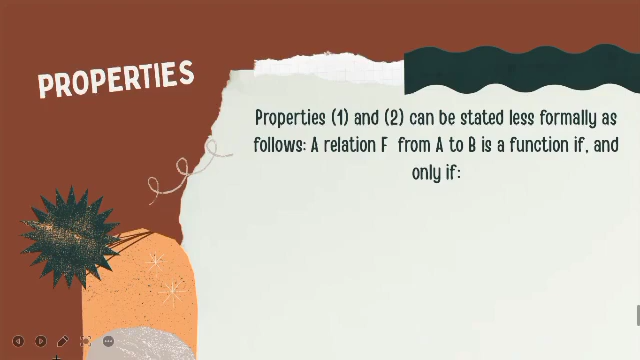 PROPERTIES
Properties (1) and (2) can be stated less formally as
follows: A relation F from A to B is a function if, and
only if: